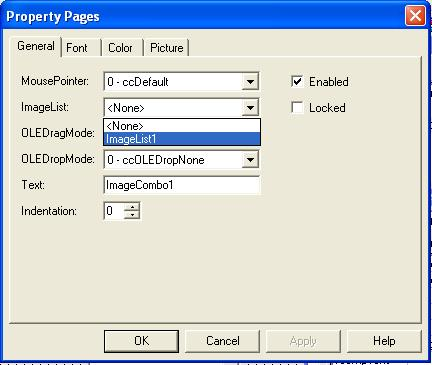 Property Pages
General Font Color Picture
MousePointer: 0 - ccDefault Enabled
ImageList: <None> Locked
<None>
OLEDragMode: ImageList1
OLEDropMode: 0 - ccOLEDropNone
Text: ImageCombo1
Indentation: 0
OK Cancel Apply Help